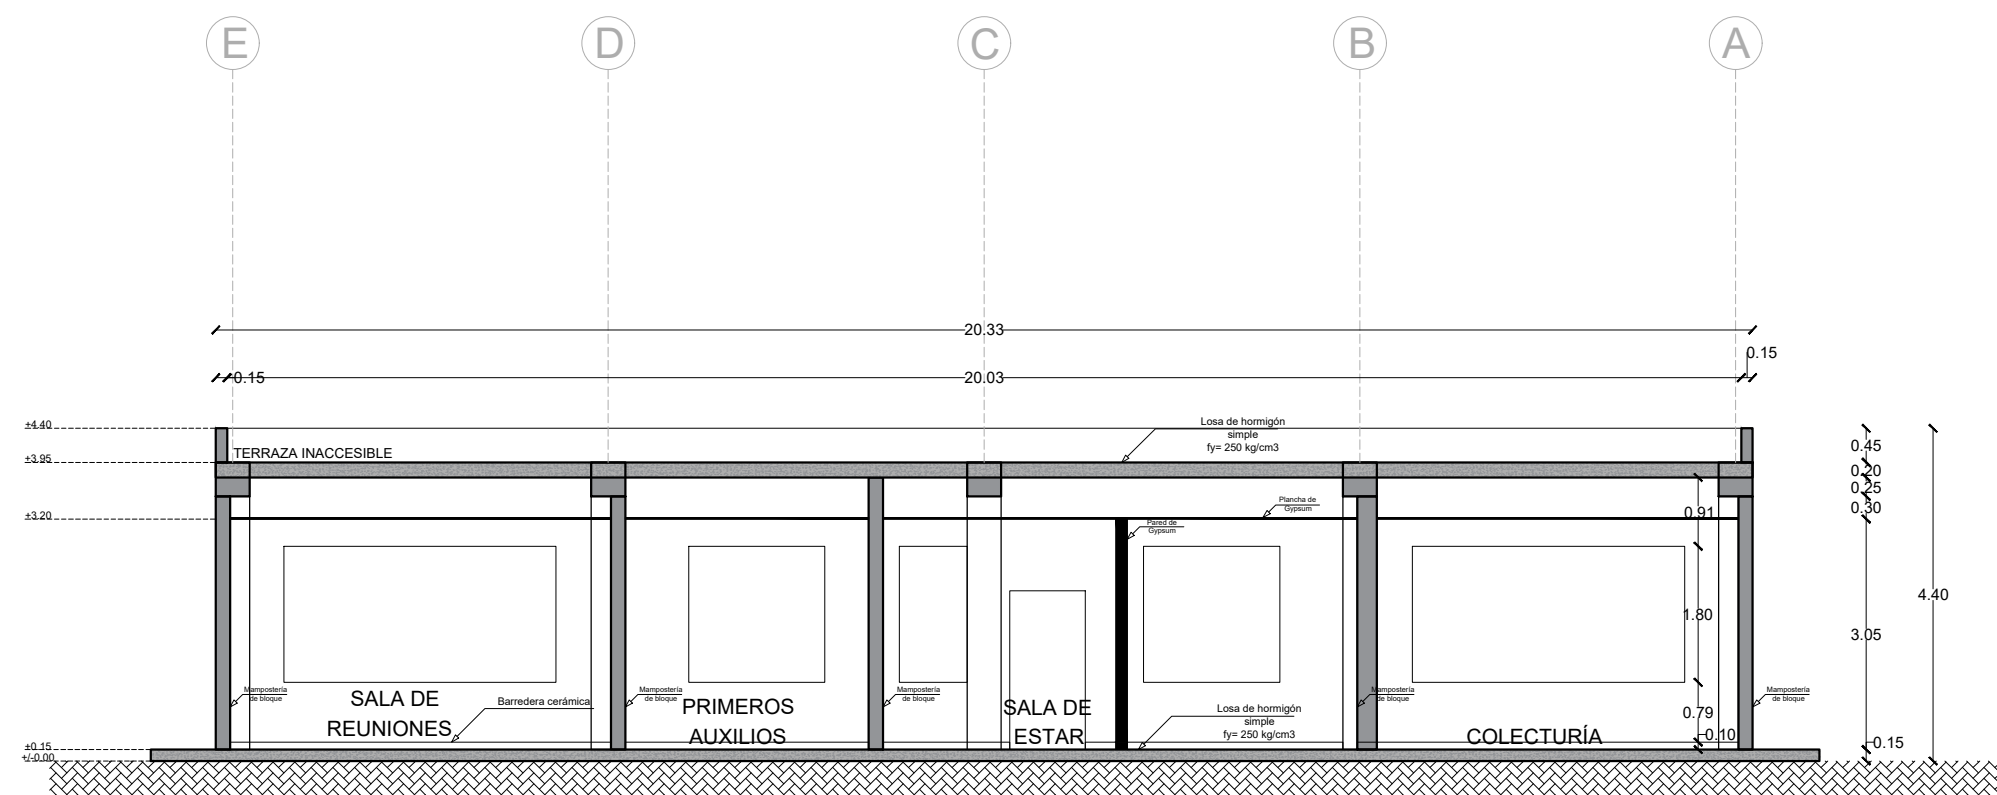 E
D
C
B
A
20.33
0.15
0.15
20.03
+4.40
Losa de hormigón
simple
fy= 250 kg/cm3
0.45
TERRAZA INACCESIBLE
+3.95
0.20
0.25
0.30
+3.20
Plancha de
Gypsum
0.91
Pared de
Gypsum
4.40
1.80
3.05
Mampostería
de bloque
SALA DE
REUNIONES
Barredera cerámica
Mampostería
de bloque
PRIMEROS
AUXILIOS
Mampostería
de bloque
SALA DE
ESTAR
Losa de hormigón
simple
fy= 250 kg/cm3
Mampostería
de bloque
COLECTURÍA
0.79
0.10
Mampostería
de bloque
0.15
+0.15
+/-0.00